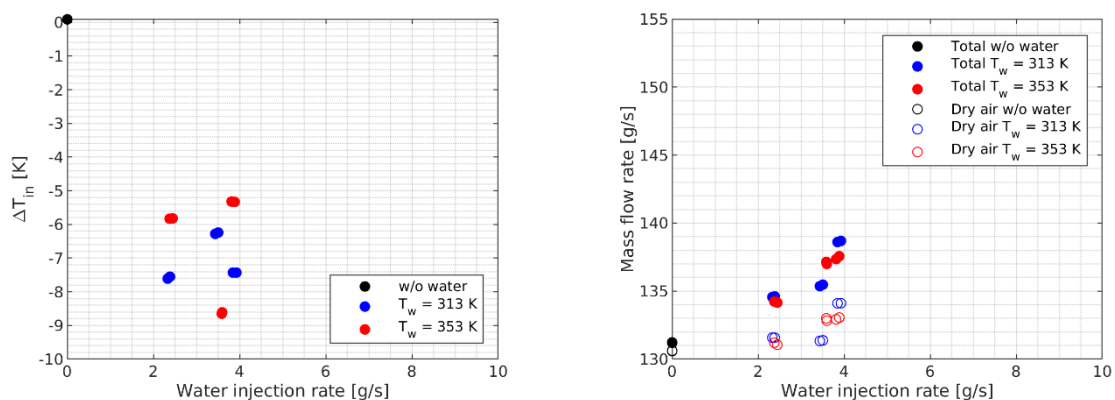 0
-1
-2
-3
-4
-5
-6
-7
-8
-9
-10
0 2 4 6 8 10
ΔT_in [K]
Water injection rate [g/s]
w/o water
T_w = 313 K
T_w = 353 K
155
150
145
140
135
130
0 2 4 6 8 10
Mass flow rate [g/s]
Water injection rate [g/s]
Total w/o water
Total T_w = 313 K
Total T_w = 353 K
Dry air w/o water
Dry air T_w = 313 K
Dry air T_w = 353 K